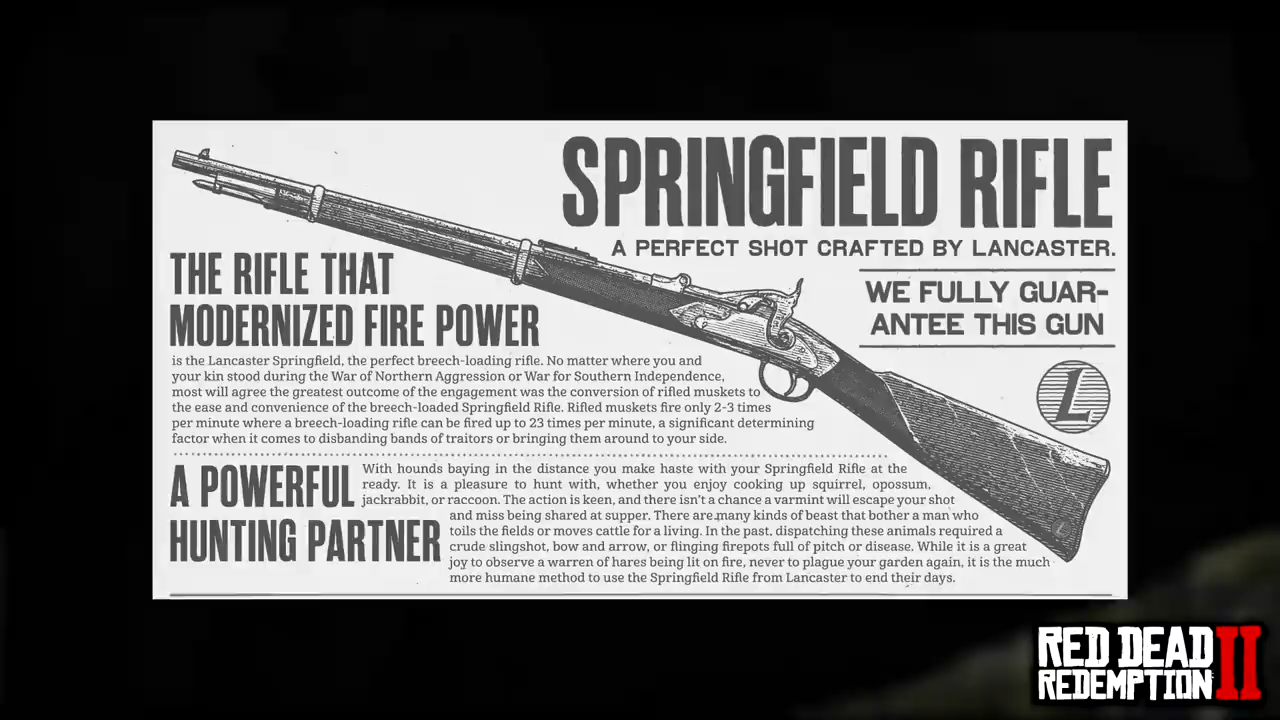 SPRINGFIELD RIFLE
A PERFECT SHOT CRAFTED BY LANCASTER.
WE FULLY GUAR-
ANTEE THIS GUN
L
THE RIFLE THAT
MODERNIZED FIRE POWER
is the Lancaster Springfield, the perfect breech-loading rifle. No matter where you and
your kin stood during the War of Northern Aggression or War for Southern Independence,
most will agree the greatest outcome of the engagement was the conversion of rifled muskets to
the ease and convenience of the breech-loaded Springfield Rifle. Rifled muskets fire only 2-3 times
per minute where a breech-loading rifle can be fired up to 23 times per minute, a significant determining
factor when it comes to disbanding bands of traitors or bringing them around to your side.
A POWERFUL
HUNTING PARTNER
With hounds baying in the distance you make haste with your Springfield Rifle at the
ready. It is a pleasure to hunt with, whether you enjoy cooking up squirrel, opossum,
jackrabbit, or raccoon. The action is keen, and there isn't a chance a varmint will escape your shot
and miss being shared at supper. There are many kinds of beast that bother a man who
toils the fields or moves cattle for a living. In the past, dispatching these animals required a
crude slingshot, bow and arrow, or flinging firepots full of pitch or disease. While it is a great
joy to observe a warren of hares being lit on fire, never to plague your garden again, it is the much
more humane method to use the Springfield Rifle from Lancaster to end their days.
L
RED DEAD
REDEMPTION II